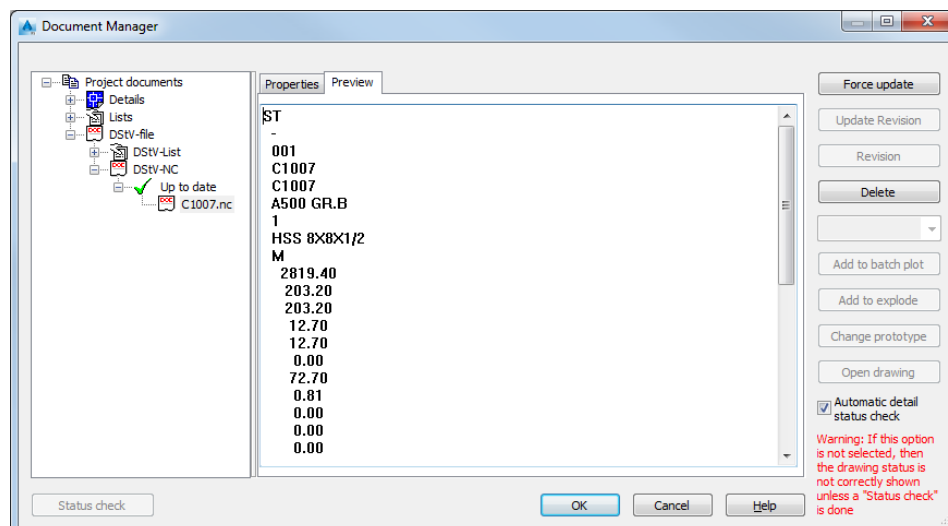 Document Manager
Project documents
Details
Lists
DStV-file
DStV-List
DStV-NC
Up to date
C1007.nc
Properties
Preview
ST
-
001
C1007
C1007
A500 GR.B
1
HSS 8X8X1/2
M
2819.40
203.20
203.20
12.70
12.70
0.00
72.70
0.81
0.00
0.00
0.00
Force update
Update Revision
Revision
Delete
Add to batch plot
Add to explode
Change prototype
Open drawing
Automatic detail
status check
Warning: If this option
is not selected, then
the drawing status is
not correctly shown
unless a "Status check"
is done
Status check
OK
Cancel
Help